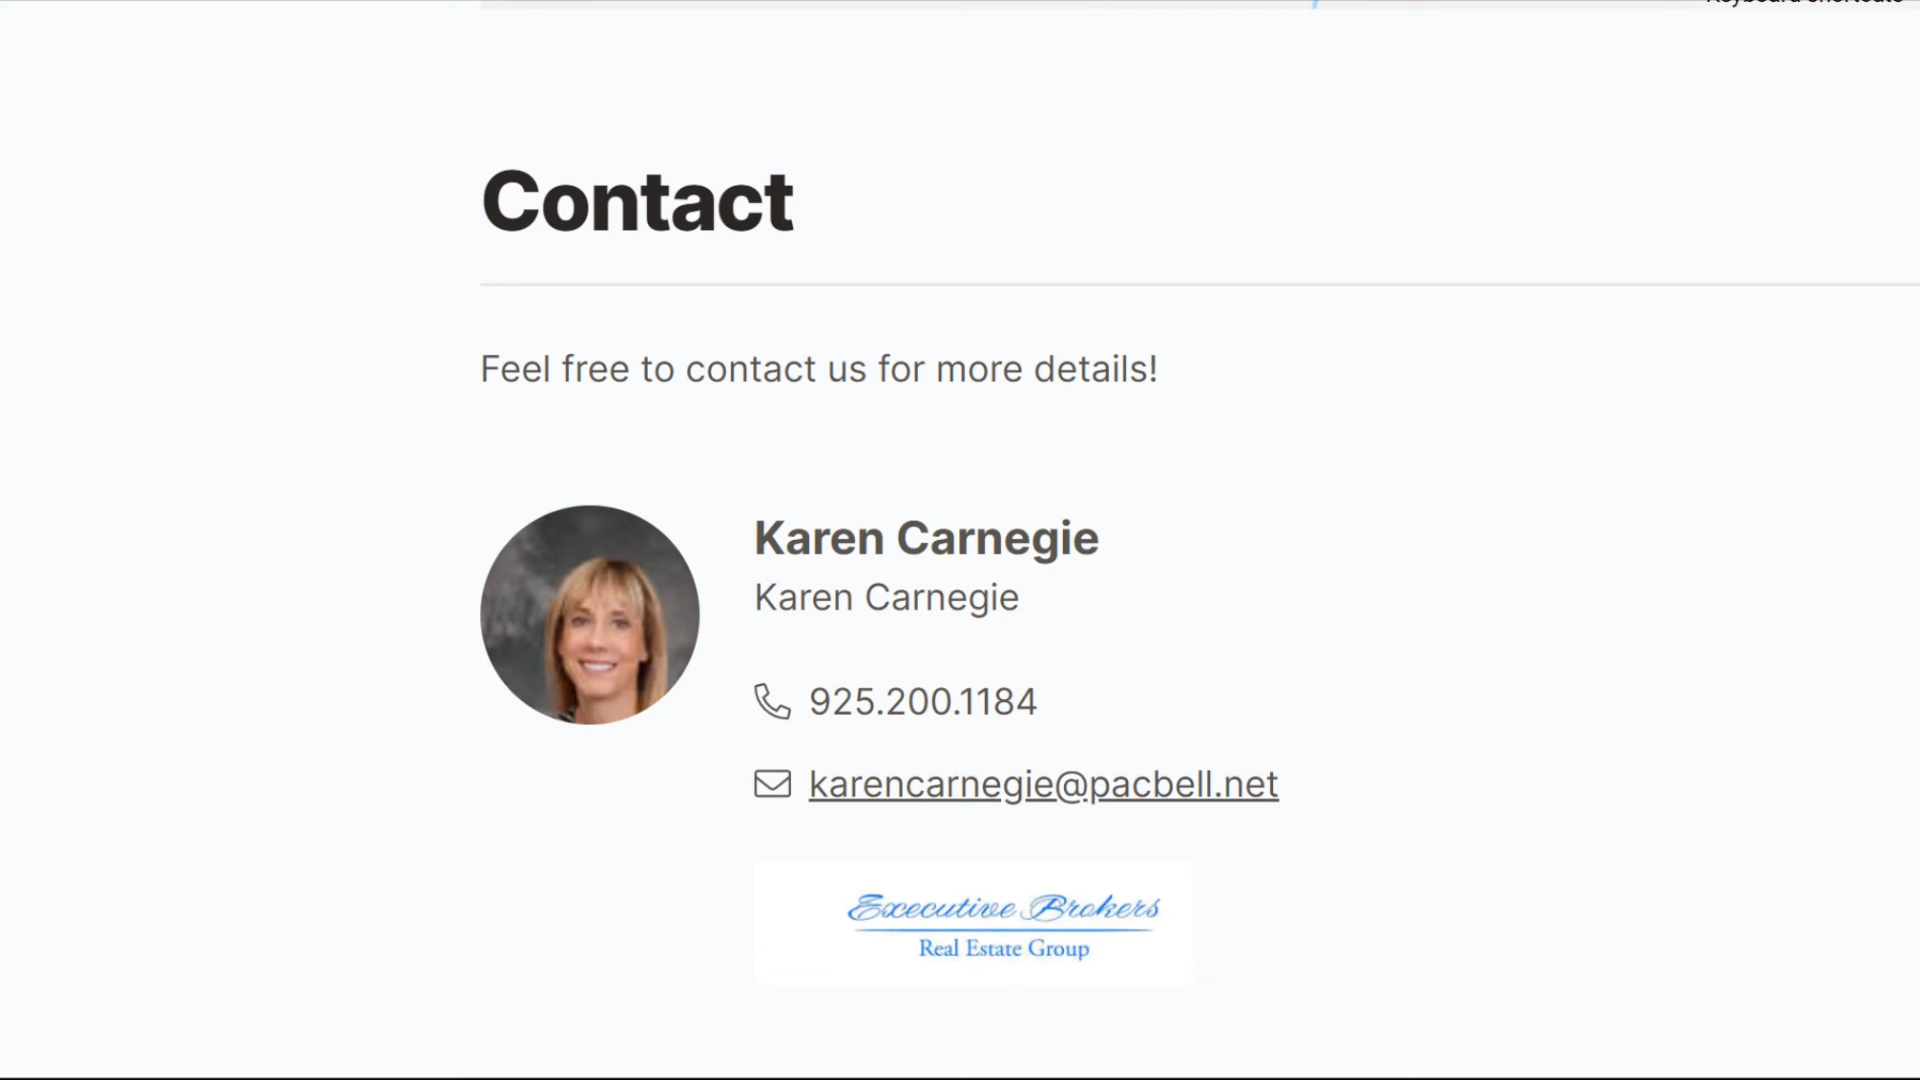 Contact
Feel free to contact us for more details!
Karen Carnegie
Karen Carnegie
925.200.1184
karencarnegie@pacbell.net
Executive Brokers
Real Estate Group